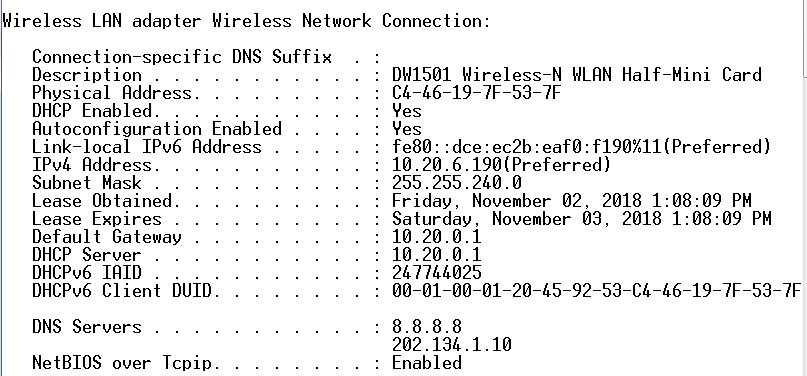 Wireless LAN adapter Wireless Network Connection:
Connection-specific DNS Suffix  . :
Description . . . . . . . . . . . : DW1501 Wireless-N WLAN Half-Mini Card
Physical Address. . . . . . . . . : C4-46-19-7F-53-7F
DHCP Enabled. . . . . . . . . . . : Yes
Autoconfiguration Enabled . . . . : Yes
Link-local IPv6 Address . . . . . : fe80::dce:ec2b:eaf0:f190%11(Preferred)
IPv4 Address. . . . . . . . . . . : 10.20.6.190(Preferred)
Subnet Mask . . . . . . . . . . . : 255.255.240.0
Lease Obtained. . . . . . . . . . : Friday, November 02, 2018 1:08:09 PM
Lease Expires . . . . . . . . . . : Saturday, November 03, 2018 1:08:09 PM
Default Gateway . . . . . . . . . : 10.20.0.1
DHCP Server . . . . . . . . . . . : 10.20.0.1
DHCPv6 IAID . . . . . . . . . . . : 247744025
DHCPv6 Client DUID. . . . . . . . : 00-01-00-01-20-45-92-53-C4-46-19-7F-53-7F
DNS Servers . . . . . . . . . . . : 8.8.8.8
202.134.1.10
NetBIOS over Tcpip. . . . . . . . : Enabled